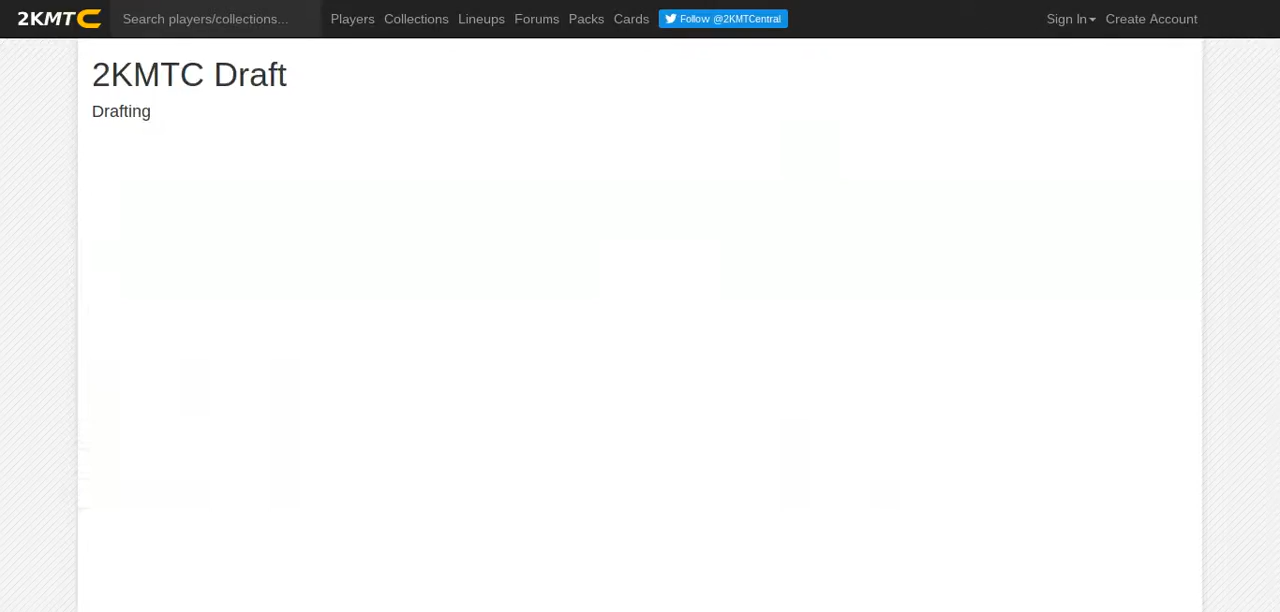 2KMTC Search players/collections... Players Collections Lineups Forums Packs Cards Follow @2KMTCentral Sign In Create Account
2KMTC Draft
Drafting